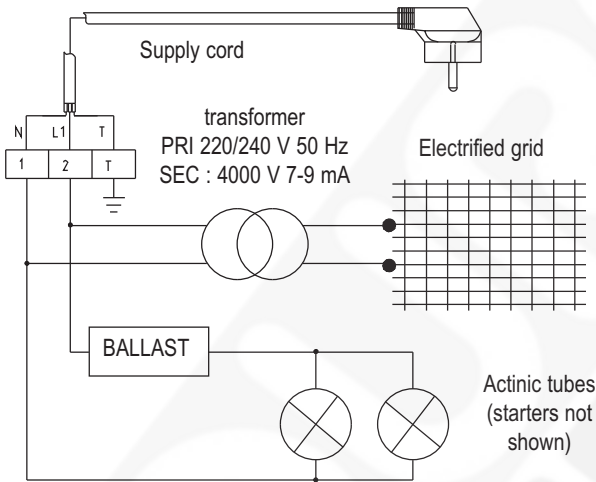 Supply cord
transformer
PRI 220/240 V 50 Hz
SEC : 4000 V 7-9 mA
Electrified grid
N L1 T
1 2 T
BALLAST
Actinic tubes
(starters not
shown)